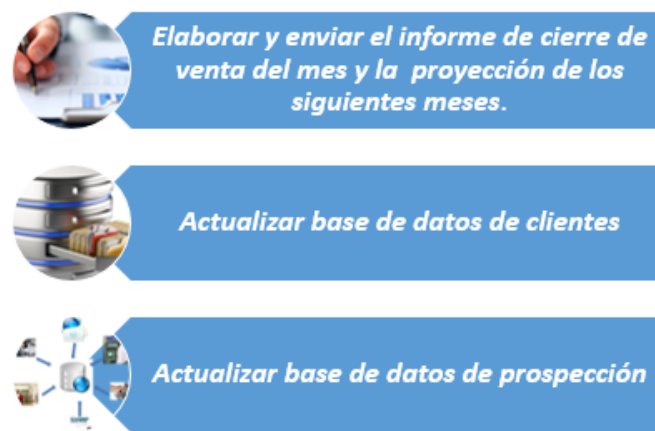 Elaborar y enviar el informe de cierre de
venta del mes y la proyección de los
siguientes meses.
Actualizar base de datos de clientes
Actualizar base de datos de prospección